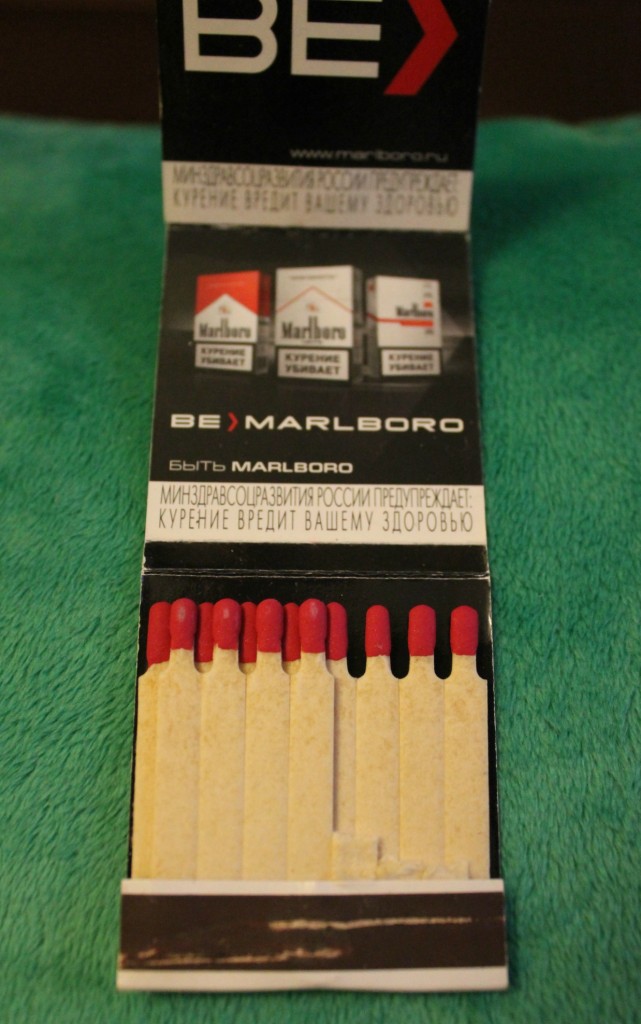 BE>
www.marlboro.ru
МИНЗДРАВСОЦРАЗВИТИЯ РОССИИ ПРЕДУПРЕЖДАЕТ:
КУРЕНИЕ ВРЕДИТ ВАШЕМУ ЗДОРОВЬЮ
Marlboro
КУРЕНИЕ
УБИВАЕТ
Marlboro
КУРЕНИЕ
УБИВАЕТ
Marlboro
КУРЕНИЕ
УБИВАЕТ
BE>MARLBORO
БЫТЬ MARLBORO
МИНЗДРАВСОЦРАЗВИТИЯ РОССИИ ПРЕДУПРЕЖДАЕТ:
КУРЕНИЕ ВРЕДИТ ВАШЕМУ ЗДОРОВЬЮ